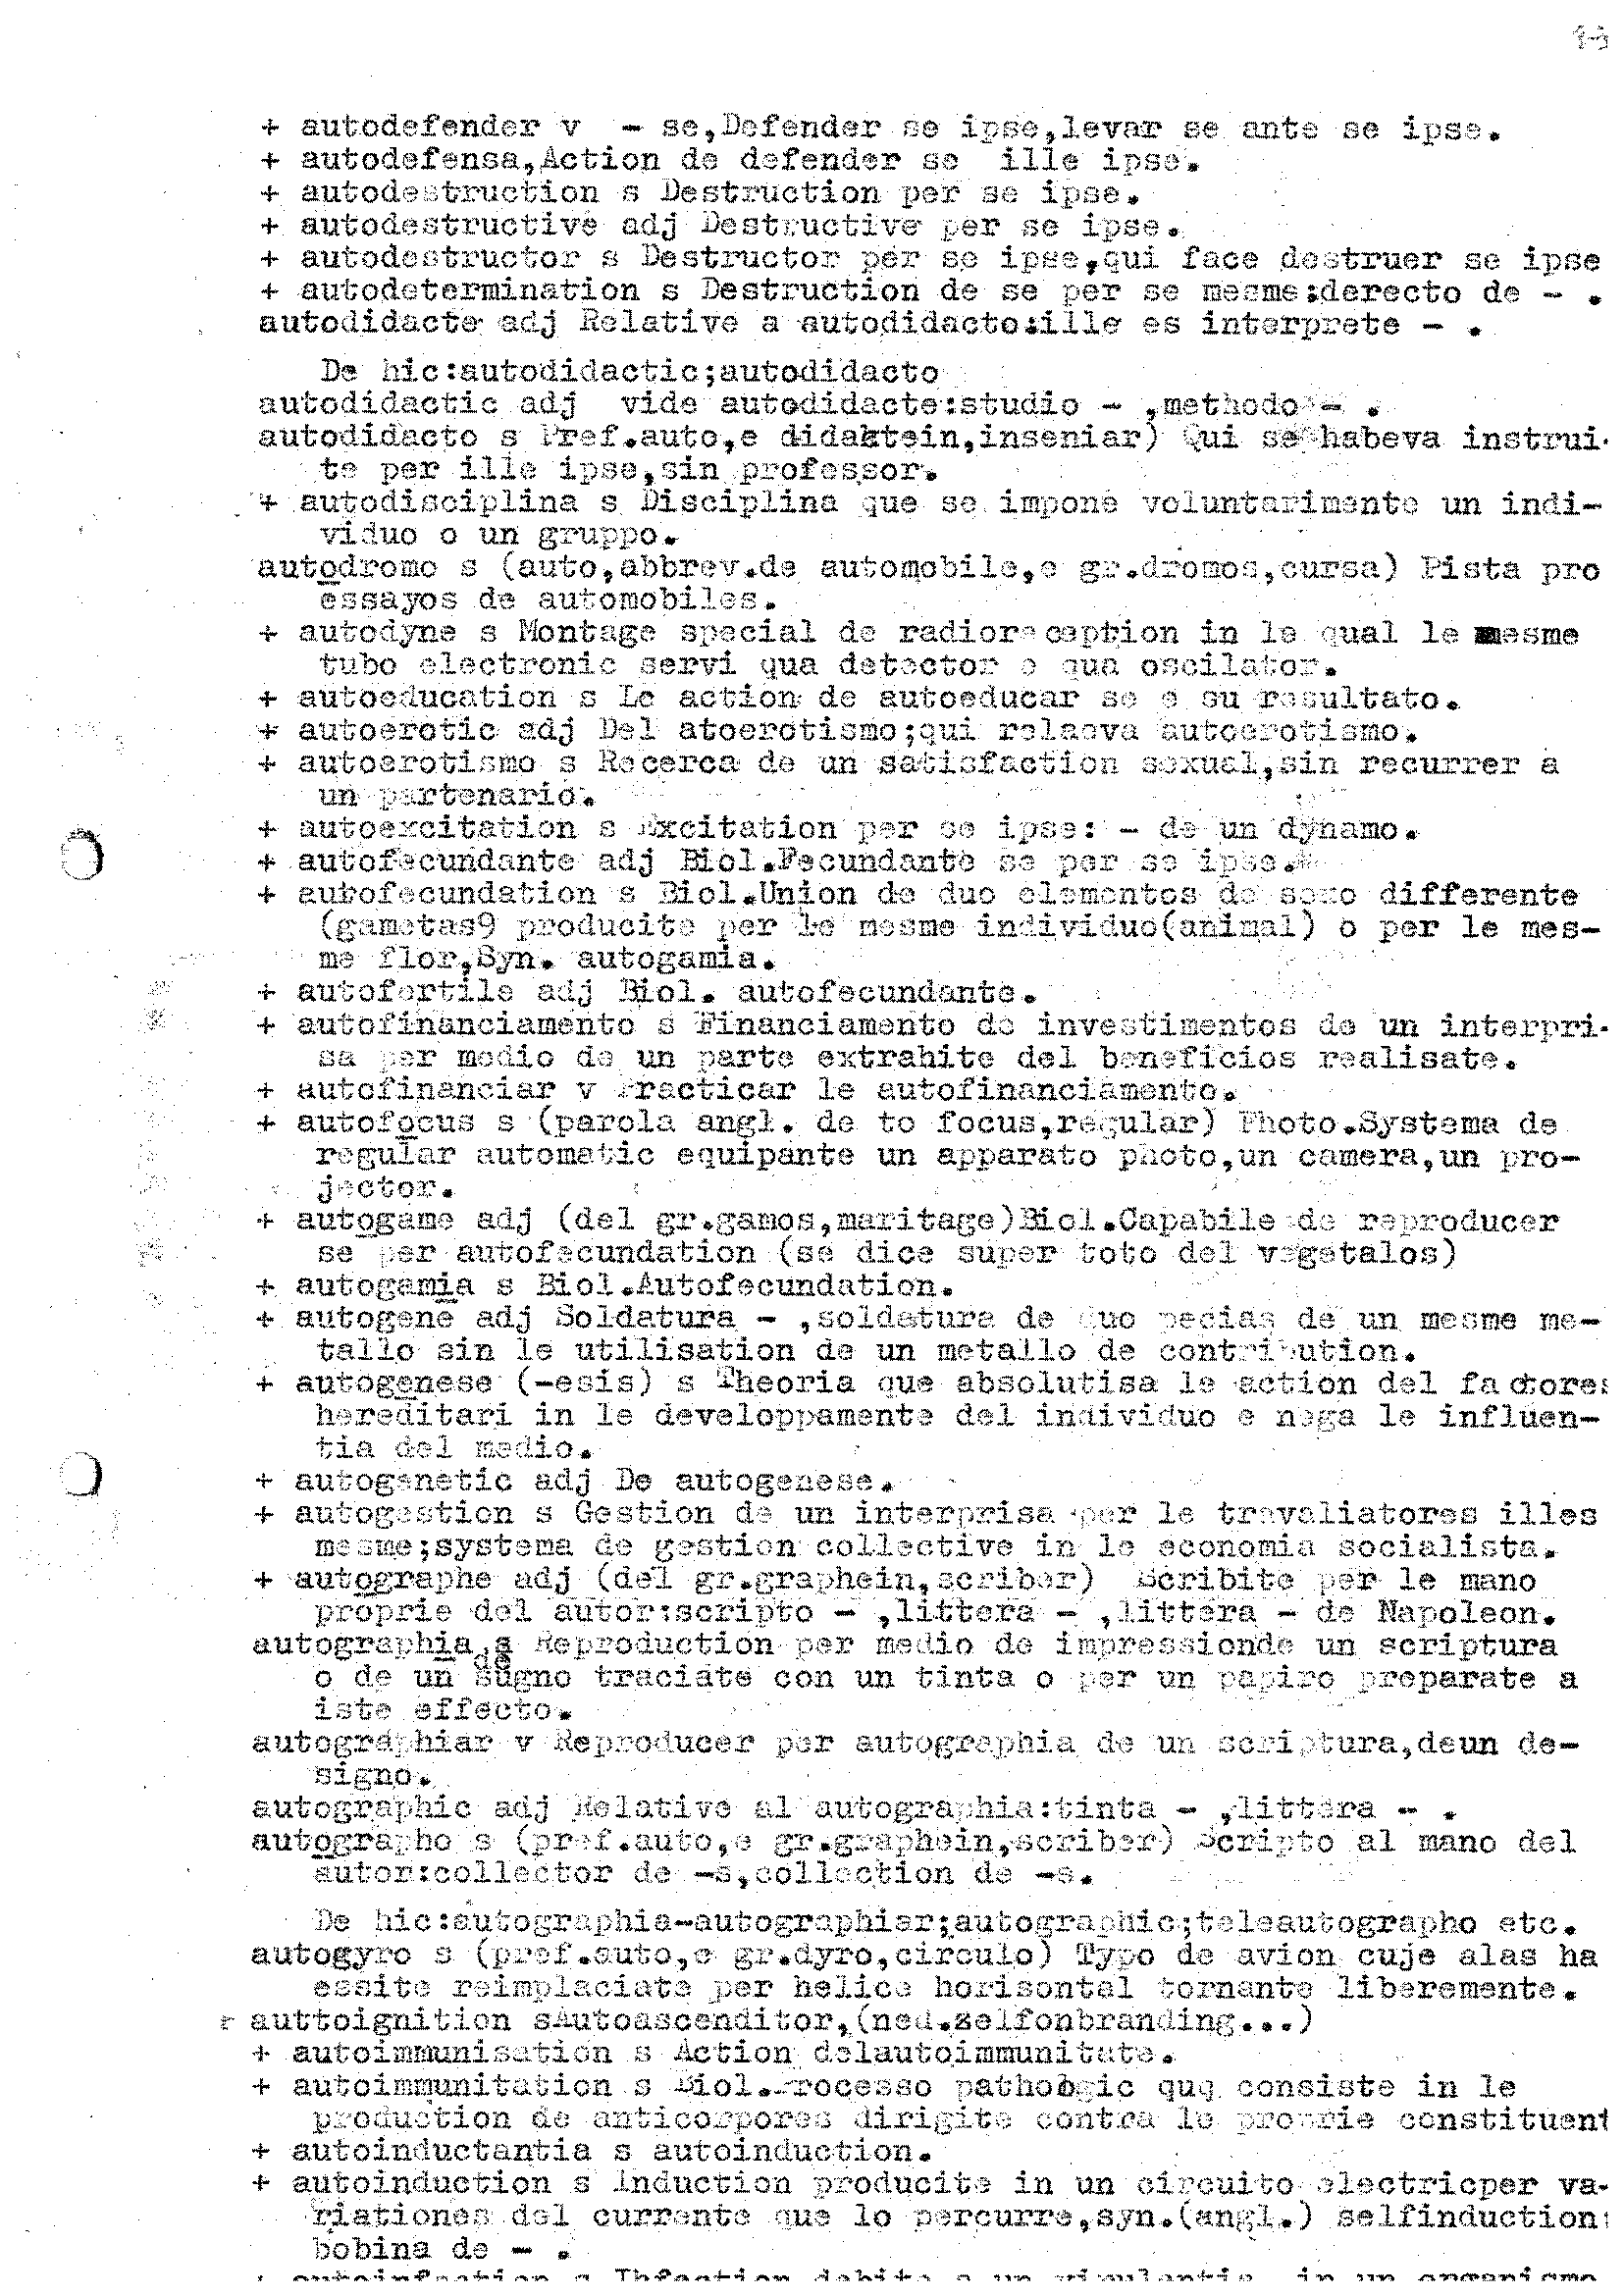 + autodefender v  - se,Defender se ipse,levar se ante se ipse.
+ autodefensa,Action de defender se  ille ipse.
+ autodestruction s Destruction per se ipse.
+ autodestructive adj Destructive per se ipse.
+ autodestructor s Destructor per se ipse,qui face destruer se ipse
+ autodetermination s Destruction de se per se mesme:derecto de - .
autodidacte adj Relative a autodidacto:ille es interprete - .
De hic:autodidactic;autodidacto
autodidactic adj  vide autodidacte:studio - ,methodo - .
autodidacto s Pref.auto,e didaktein,inseniar) Qui se habeva instrui-
te per ille ipse,sin professor.
+ autodisciplina s Disciplina que se impone voluntarimente un indi-
viduo o un gruppo.
autodromo s (auto,abbrev.de automobile,e gr.dromos,cursa) Pista pro
essayos de automobiles.
+ autodyne s Montage special de radioreception in le qual le mesme
tubo electronic servi qua detector e qua oscilator.
+ autoeducation s Le action de autoeducar se e su resultato.
+ autoerotic adj Del atoerotismo;qui relaeva autoerotismo.
+ autoerotismo s Recerca de un satisfaction sexual,sin recurrer a
un partenario.
+ autoexcitation s Excitation per se ipse: - de un dynamo.
+ autofecundante adj Biol.Fecundante se per se ipse.
+ autofecundation s Biol.Union de duo elementos de sexo differente
(gametas9 producite per le mesme individuo(animal) o per le mes-
me flor,Syn. autogamia.
+ autofertile adj Biol. autofecundante.
+ autofinanciamento s Financiamento de investimentos de un interpri-
sa per medio de un parte extrahite del beneficios realisate.
+ autofinanciar v Practicar le autofinanciamento.
+ autofocus s (parola angl. de to focus,regular) Photo.Systema de
regular automatic equipante un apparato photo,un camera,un pro-
jector.
+ autogame adj (del gr.gamos,maritage)Biol.Capabile de reproducer
se per autofecundation (se dice super toto del vegetalos)
+ autogamia s Biol.Autofecundation.
+ autogene adj Soldatura - ,soldatura de duo pecias de un mesme me-
tallo sin le utilisation de un metallo de contribution.
+ autogenese (-esis) s Theoria que absolutisa le action del factores
hereditari in le developpamente del individuo e nega le influen-
tia del medio.
+ autogenetic adj De autogenese.
+ autogestion s Gestion de un interprisa per le travaliatores illes
mesme;systema de gestion collective in le economia socialista.
+ autographe adj (del gr.graphein,scriber)  Scribite per le mano
proprie del autor:scripto - ,littera - ,littera - de Napoleon.
autographia s Reproduction per medio de impressionde un scriptura
o de un sugno traciate con un tinta o per un papiro preparate a
iste effecto.
autographiar v Reproducer per autographia de un scriptura,deun de-
signo.
autographic adj Relative al autographia:tinta - ,littera - .
autographo s (pref.auto,e gr.graphein,scriber) Scripto al mano del
autor:collector de -s,collection de -s.
De hic:autographia-autographiar;autographic;teleautographo etc.
autogyro s (pref.auto,e gr.dyro,circulo) Typo de avion cuje alas ha
essite reimplaciate per helice horisontal tornante liberemente.
r auttoignition sAutoascenditor,(ned.zelfonbranding...)
+ autoimmunisation s Action delautoimmunitate.
+ autoimmunitation s Biol.Processo pathobgic quq consiste in le
production de anticorpores dirigite contra le proprie constituent
+ autoinductantia s autoinduction.
+ autoinduction s Induction producite in un circuito electricper va-
riationes del currente que lo percurre,syn.(angl.) selfinduction:
bobina de - .